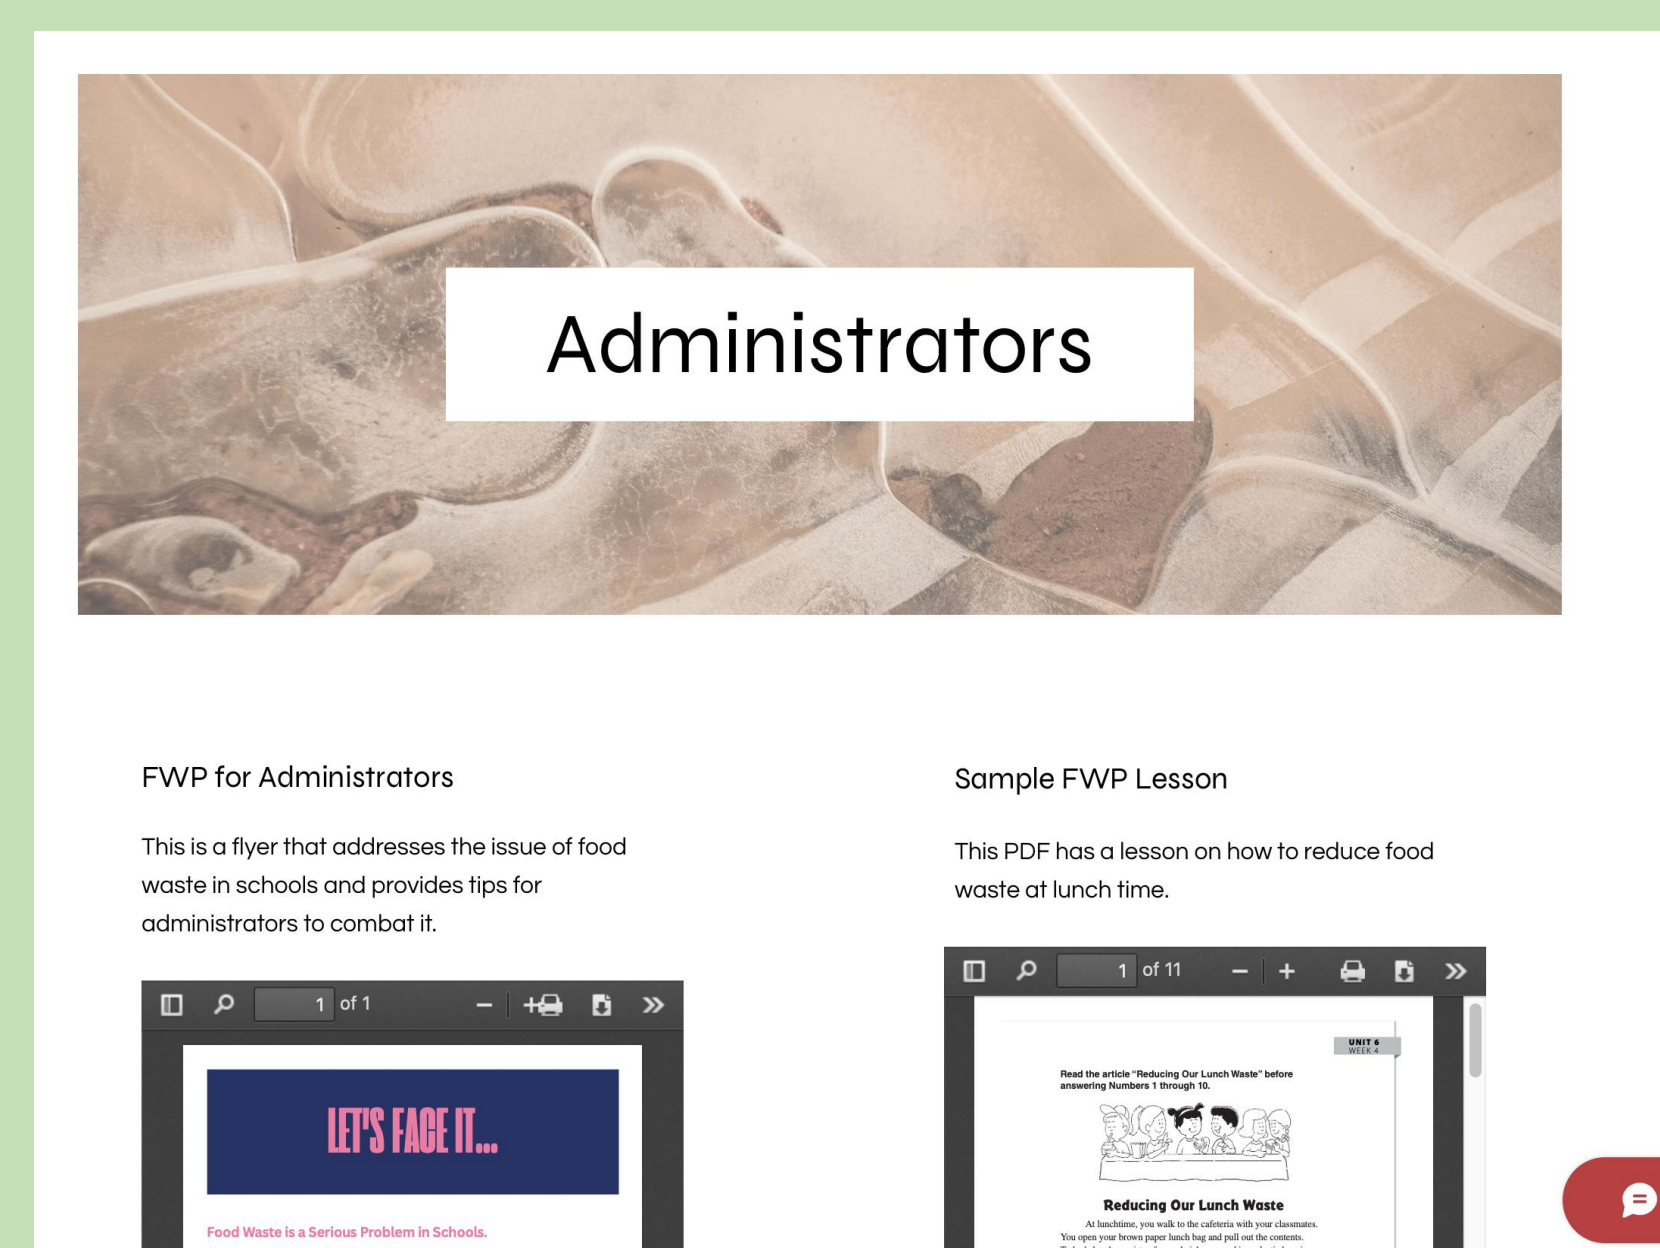 Administrators
FWP for Administrators
This is a flyer that addresses the issue of food
waste in schools and provides tips for
administrators to combat it.
1 of 1
LET'S FACE IT...
Food Waste is a Serious Problem in Schools.
Sample FWP Lesson
This PDF has a lesson on how to reduce food
waste at lunch time.
1 of 11
UNIT 6
WEEK 4
Read the article "Reducing Our Lunch Waste" before
answering Numbers 1 through 10.
Reducing Our Lunch Waste
At lunchtime, you walk to the cafeteria with your classmates.
You open your brown paper lunch bag and pull out the contents.